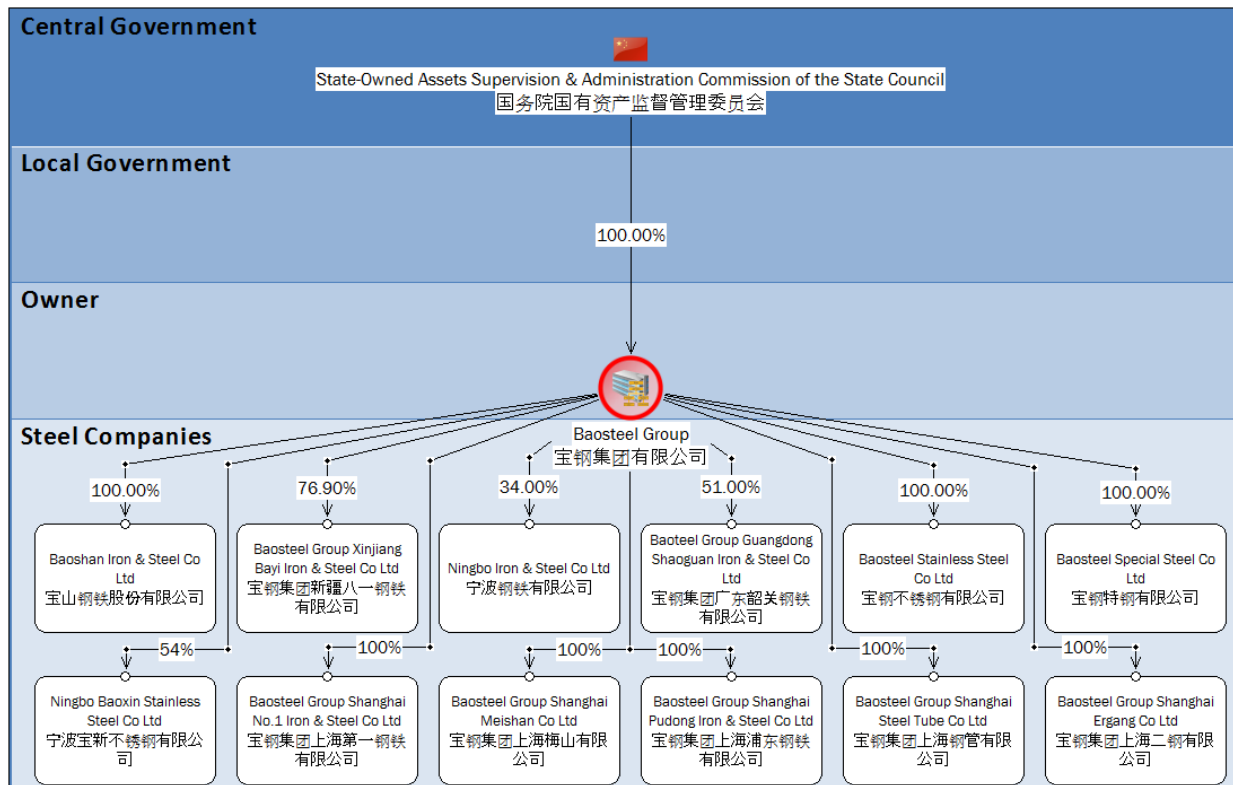 Central Government
State-Owned Assets Supervision & Administration Commission of the State Council
国务院国有资产监督管理委员会
Local Government
100.00%
Owner
Steel Companies
Baosteel Group
宝钢集团有限公司
100.00%
76.90%
34.00%
51.00%
100.00%
100.00%
Baoshan Iron & Steel Co
Ltd
宝山钢铁股份有限公司
Baosteel Group Xinjiang
Bayi Iron & Steel Co Ltd
宝钢集团新疆八一钢铁
有限公司
Ningbo Iron & Steel Co Ltd
宁波钢铁有限公司
Baoteel Group Guangdong
Shaoguan Iron & Steel Co
Ltd
宝钢集团广东韶关钢铁
有限公司
Baosteel Stainless Steel
Co Ltd
宝钢不锈钢有限公司
Baosteel Special Steel Co
Ltd
宝钢特钢有限公司
54%
100%
100%
100%
100%
100%
Ningbo Baoxin Stainless
Steel Co Ltd
宁波宝新不锈钢有限公
司
Baosteel Group Shanghai
No.1 Iron & Steel Co Ltd
宝钢集团上海第一钢铁
有限公司
Baosteel Group Shanghai
Meishan Co Ltd
宝钢集团上海梅山有限
公司
Baosteel Group Shanghai
Pudong Iron & Steel Co Ltd
宝钢集团上海浦东钢铁
有限公司
Baosteel Group Shanghai
Steel Tube Co Ltd
宝钢集团上海钢管有限
公司
Baosteel Group Shanghai
Ergang Co Ltd
宝钢集团上海二钢有限
公司